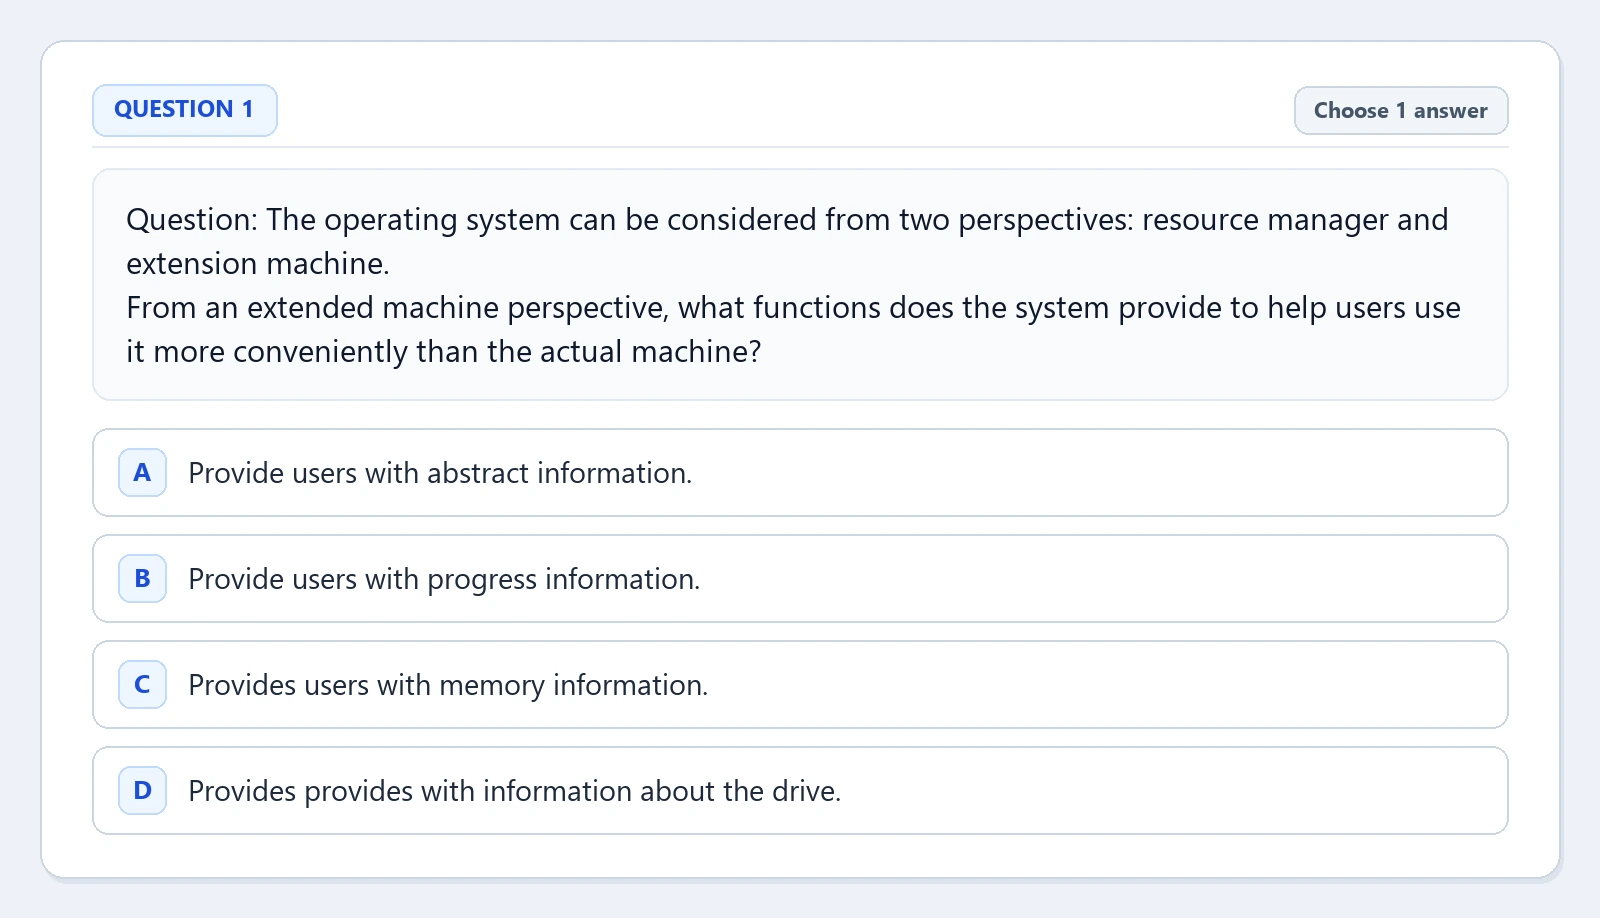 QUESTION 1
Choose 1 answer
Question: The operating system can be considered from two perspectives: resource manager and
extension machine.
From an extended machine perspective, what functions does the system provide to help users use
it more conveniently than the actual machine?
A Provide users with abstract information.
B Provide users with progress information.
C Provides users with memory information.
D Provides provides with information about the drive.